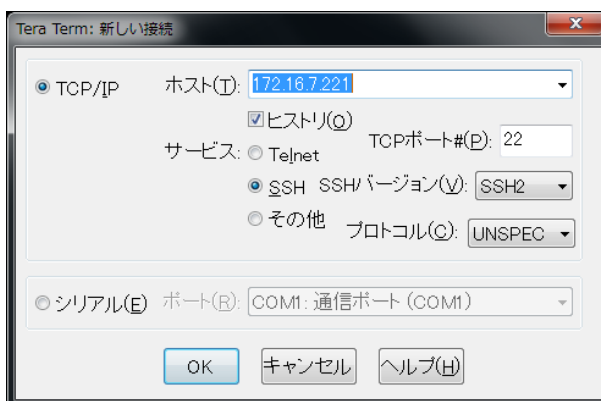 Tera Term: 新しい接続
TCP/IP ホスト(T): 172.16.7.221
ヒストリ(O)
サービス: Telnet TCPポート#(P): 22
SSH SSHバージョン(V): SSH2
その他 プロトコル(C): UNSPEC
シリアル(E) ポート(R): COM1: 通信ポート (COM1)
OK キャンセル ヘルプ(H)